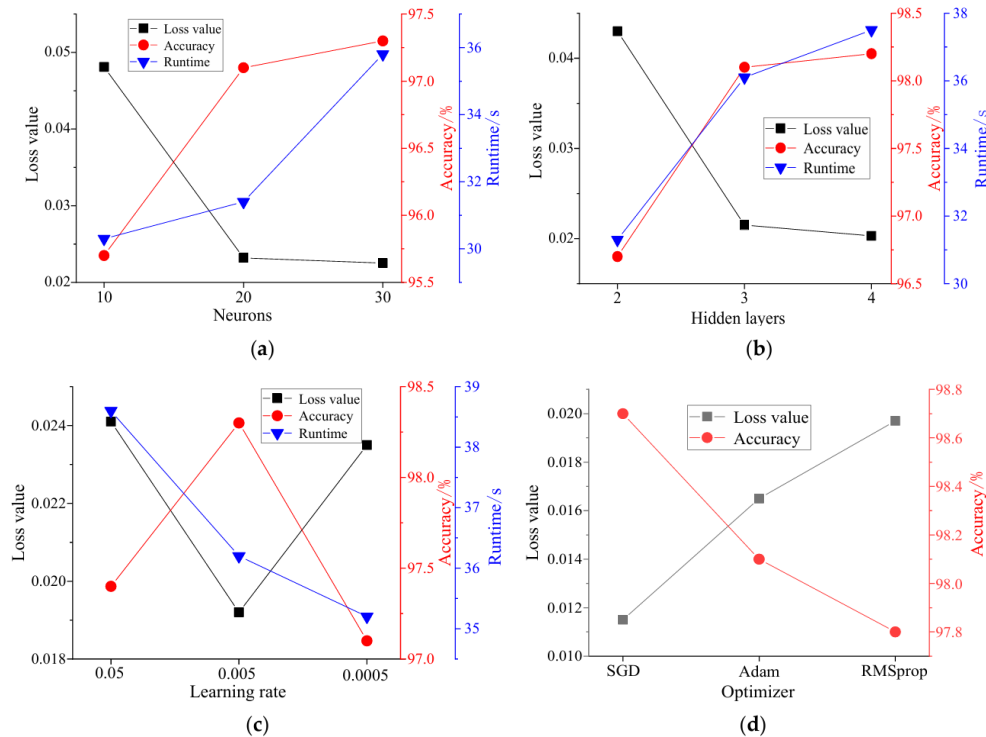 Loss value
Accuracy
Runtime
0.05
0.04
0.03
0.02
Loss value
10
20
30
Neurons
97.5
97.0
96.5
96.0
95.5
Accuracy/%
36
34
32
30
Runtime/s
(a)
Loss value
Accuracy
Runtime
0.04
0.03
0.02
Loss value
2
3
4
Hidden layers
98.5
98.0
97.5
97.0
96.5
Accuracy/%
38
36
34
32
30
Runtime/s
(b)
Loss value
Accuracy
Runtime
0.024
0.022
0.020
0.018
Loss value
0.05
0.005
0.0005
Learning rate
98.5
98.0
97.5
97.0
Accuracy/%
39
38
37
36
35
Runtime/s
(c)
Loss value
Accuracy
0.020
0.018
0.016
0.014
0.012
0.010
Loss value
SGD
Adam
RMSprop
Optimizer
98.8
98.6
98.4
98.2
98.0
97.8
Accuracy/%
(d)